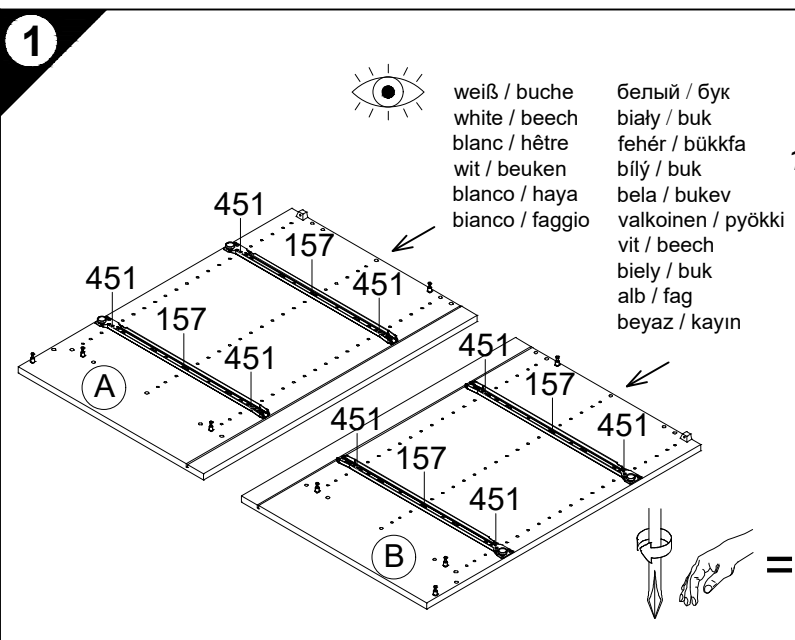 1
weiß / buche
white / beech
blanc / hêtre
wit / beuken
blanco / haya
bianco / faggio
белый / бук
biały / buk
fehér / bükkfa
bílý / buk
bela / bukev
valkoinen / pyökki
vit / beech
biely / buk
alb / fag
beyaz / kayın
451
157
451
451
157
451
A
451
157
451
451
157
451
B
=